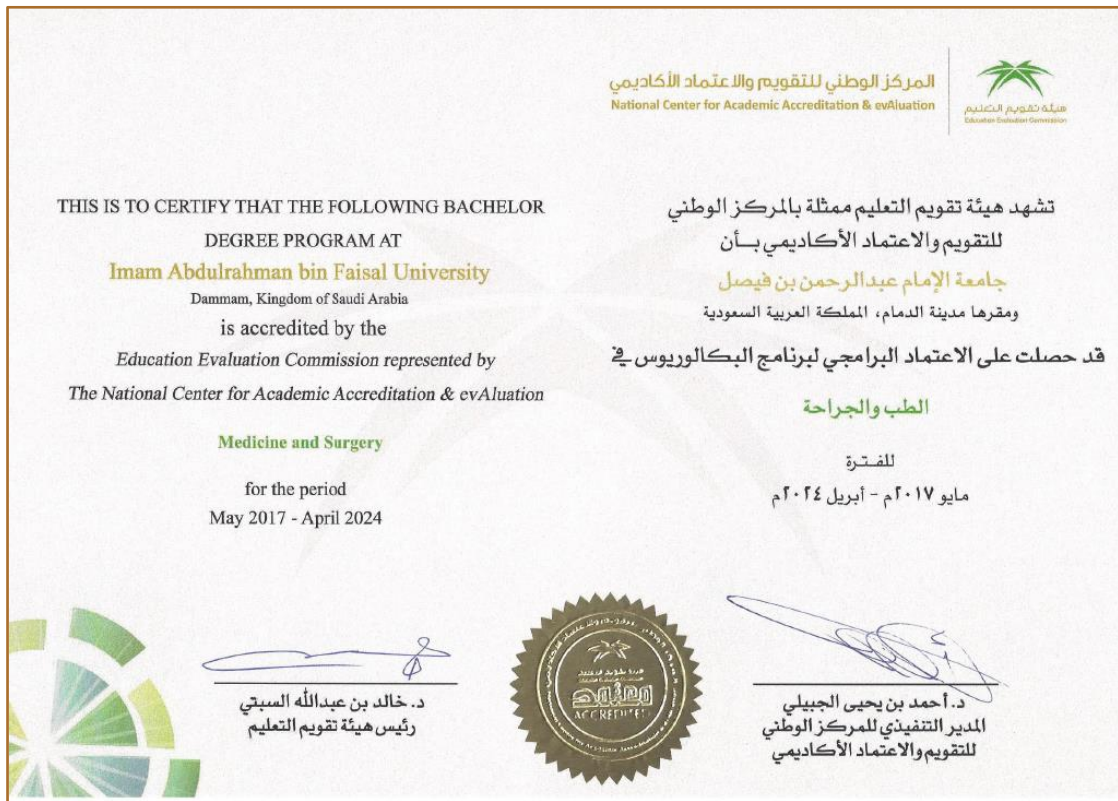 المركز الوطني للتقويم والاعتماد الأكاديمي
National Center for Academic Accreditation & evAluation
هيئة تقويم التعليم
Education Evaluation Commission
THIS IS TO CERTIFY THAT THE FOLLOWING BACHELOR
DEGREE PROGRAM AT
Imam Abdulrahman bin Faisal University
Dammam, Kingdom of Saudi Arabia
is accredited by the
Education Evaluation Commission represented by
The National Center for Academic Accreditation & evAluation
Medicine and Surgery
for the period
May 2017 - April 2024
تشهد هيئة تقويم التعليم ممثلة بالمركز الوطني
للتقويم والاعتماد الأكاديمي بـأن
جامعة الإمام عبدالرحمن بن فيصل
ومقرها مدينة الدمام، المملكة العربية السعودية
قد حصلت على الاعتماد البرامجي لبرنامج البكالوريوس في
الطب والجراحة
للفـتـرة
مايو ٢٠١٧م - أبريل ٢٠٢٤م
د. خالد بن عبدالله السبتي
رئيس هيئة تقويم التعليم
معتمد
ACCREDITED
د. أحمد بن يحيى الجبيلي
المدير التنفيذي للمركز الوطني
للتقويم والاعتماد الأكاديمي